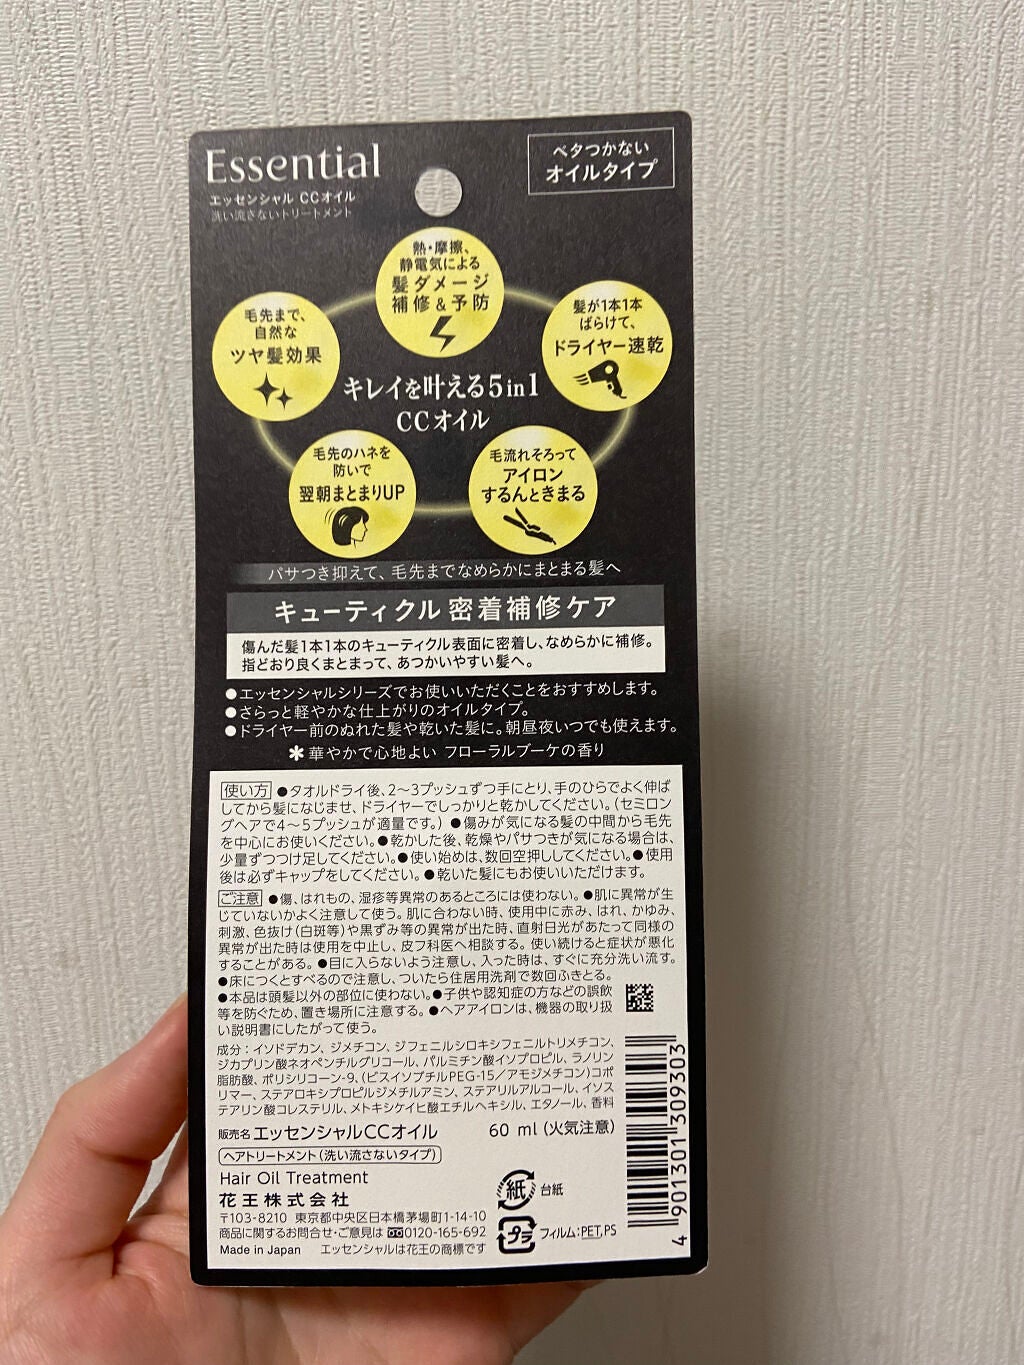 Essential
エッセンシャル CCオイル
洗い流さないトリートメント
ベタつかない
オイルタイプ
熱・摩擦、
静電気による
髪ダメージ
補修&予防
毛先まで、
自然な
ツヤ髪効果
髪が1本1本
ばらけて、
ドライヤー速乾
キレイを叶える5in1
CCオイル
毛先のハネを
防いで
翌朝まとまりUP
毛流れそろって
アイロン
するんときまる
パサつき抑えて、毛先までなめらかにまとまる髪へ
キューティクル 密着補修ケア
傷んだ髪1本1本のキューティクル表面に密着し、なめらかに補修。
指どおり良くまとまって、あつかいやすい髪へ。
●エッセンシャルシリーズでお使いいただくことをおすすめします。
●さらっと軽やかな仕上がりのオイルタイプ。
●ドライヤー前のぬれた髪や乾いた髪に。朝昼夜いつでも使えます。
＊華やかで心地よい フローラルブーケの香り
使い方 ●タオルドライ後、2〜3プッシュずつ手にとり、手のひらでよく伸ば
してから髪になじませ、ドライヤーでしっかりと乾かしてください。(セミロン
グヘアで4〜5プッシュが適量です。) ●傷みが気になる髪の中間から毛先
を中心にお使いください。●乾かした後、乾燥やパサつきが気になる場合は、
少量ずつつけ足してください。●使い始めは、数回空押ししてください。●使用
後は必ずキャップをしてください。●乾いた髪にもお使いいただけます。
ご注意 ●傷、はれもの、湿疹等異常のあるところには使わない。●肌に異常が生
じていないかよく注意して使う。肌に合わない時、使用中に赤み、はれ、かゆみ、
刺激、色抜け(白斑等)や黒ずみ等の異常が出た時、直射日光があたって同様の
異常が出た時は使用を中止し、皮フ科医へ相談する。使い続けると症状が悪化
することがある。●目に入らないよう注意し、入った時は、すぐに充分洗い流す。
●床につくとすべるので注意し、ついたら住居用洗剤で数回ふきとる。
●本品は頭髪以外の部位に使わない。●子供や認知症の方などの誤飲
等を防ぐため、置き場所に注意する。●ヘアアイロンは、機器の取り扱
い説明書にしたがって使う。
成分：イソドデカン、ジメチコン、ジフェニルシロキシフェニルトリメチコン、
ジカプリン酸ネオペンチルグリコール、パルミチン酸イソプロピル、ラノリン
脂肪酸、ポリシリコーン-9、(ビスイソブチルPEG-15／アモジメチコン)コポ
リマー、ステアロキシプロピルジメチルアミン、ステアリルアルコール、イソス
テアリン酸コレステリル、メトキシケイヒ酸エチルヘキシル、エタノール、香料
販売名 エッセンシャルCCオイル 60 ml (火気注意)
ヘアトリートメント(洗い流さないタイプ)
Hair Oil Treatment
花王株式会社
〒103-8210 東京都中央区日本橋茅場町1-14-10
商品に関するお問合せ・ご意見は 0120-165-692
Made in Japan エッセンシャルは花王の商標です
紙 台紙
プラ フィルム:PET,PS
4 901301 309303